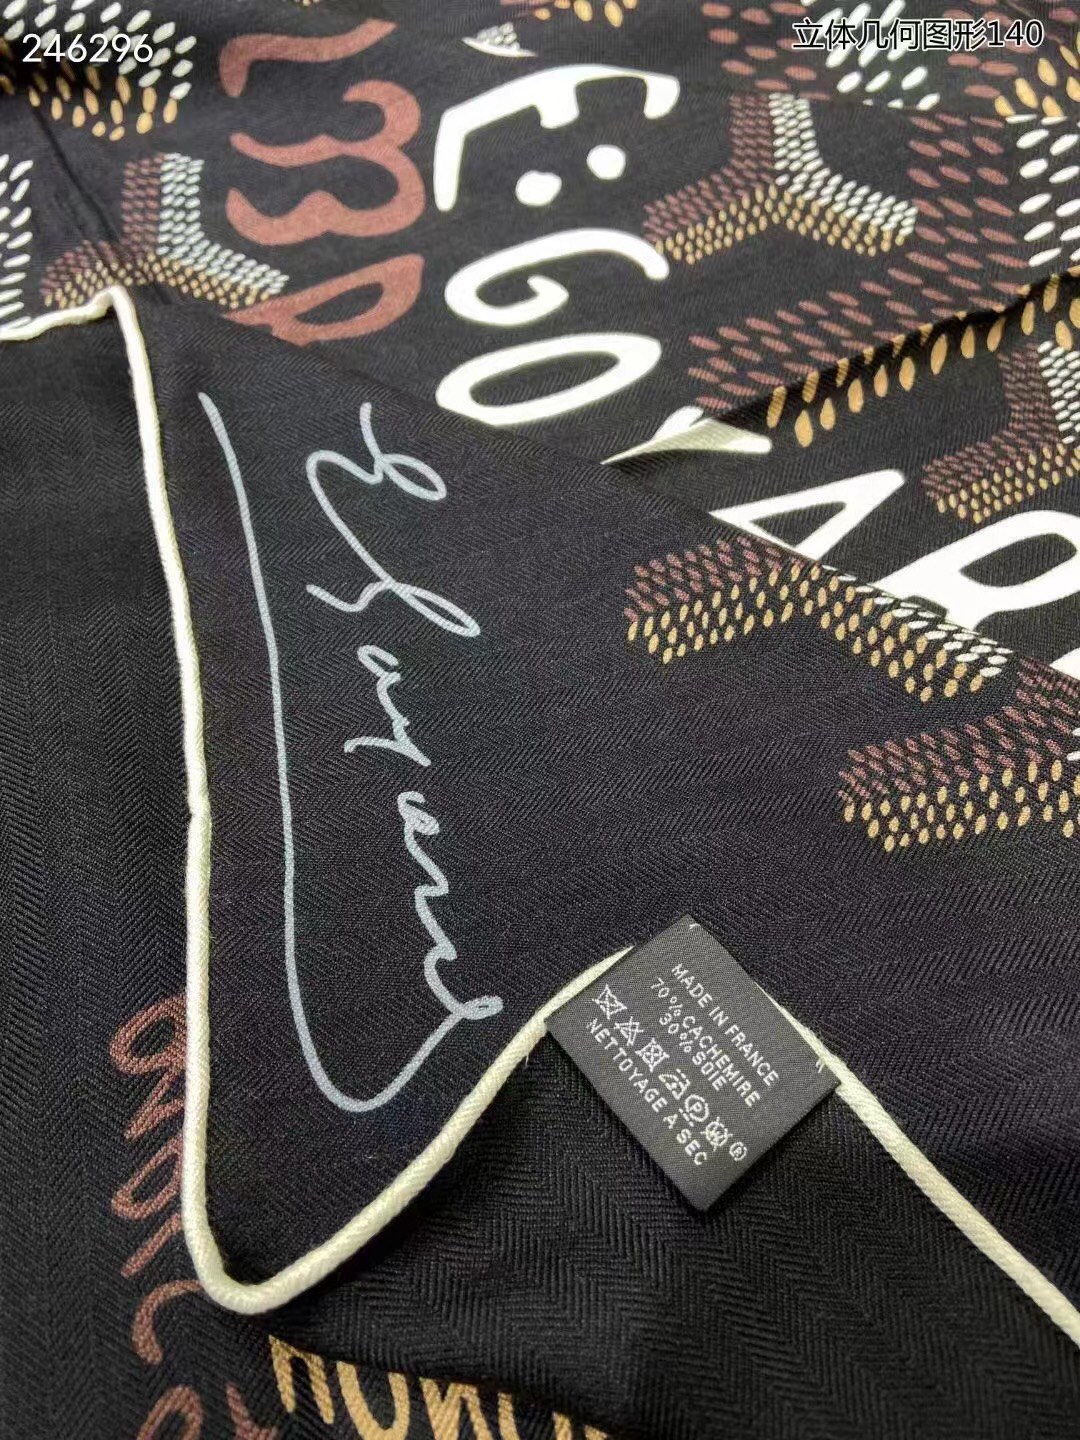 246296
立体几何图形140
E.GOYARD
E. Goyard
MADE IN FRANCE
70% CACHEMIRE
30% SOIE
NETTOYAGE A SEC